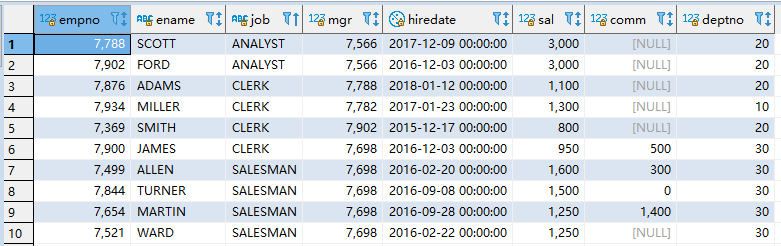 123 empno ABC ename ABC job 123 mgr hiredate 123 sal 123 comm 123 deptno
1 7,788 SCOTT ANALYST 7,566 2017-12-09 00:00:00 3,000 [NULL] 20
2 7,902 FORD ANALYST 7,566 2016-12-03 00:00:00 3,000 [NULL] 20
3 7,876 ADAMS CLERK 7,788 2018-01-12 00:00:00 1,100 [NULL] 20
4 7,934 MILLER CLERK 7,782 2017-01-23 00:00:00 1,300 [NULL] 10
5 7,369 SMITH CLERK 7,902 2015-12-17 00:00:00 800 [NULL] 20
6 7,900 JAMES CLERK 7,698 2016-12-03 00:00:00 950 500 30
7 7,499 ALLEN SALESMAN 7,698 2016-02-20 00:00:00 1,600 300 30
8 7,844 TURNER SALESMAN 7,698 2016-09-08 00:00:00 1,500 0 30
9 7,654 MARTIN SALESMAN 7,698 2016-09-28 00:00:00 1,250 1,400 30
10 7,521 WARD SALESMAN 7,698 2016-02-22 00:00:00 1,250 [NULL] 30